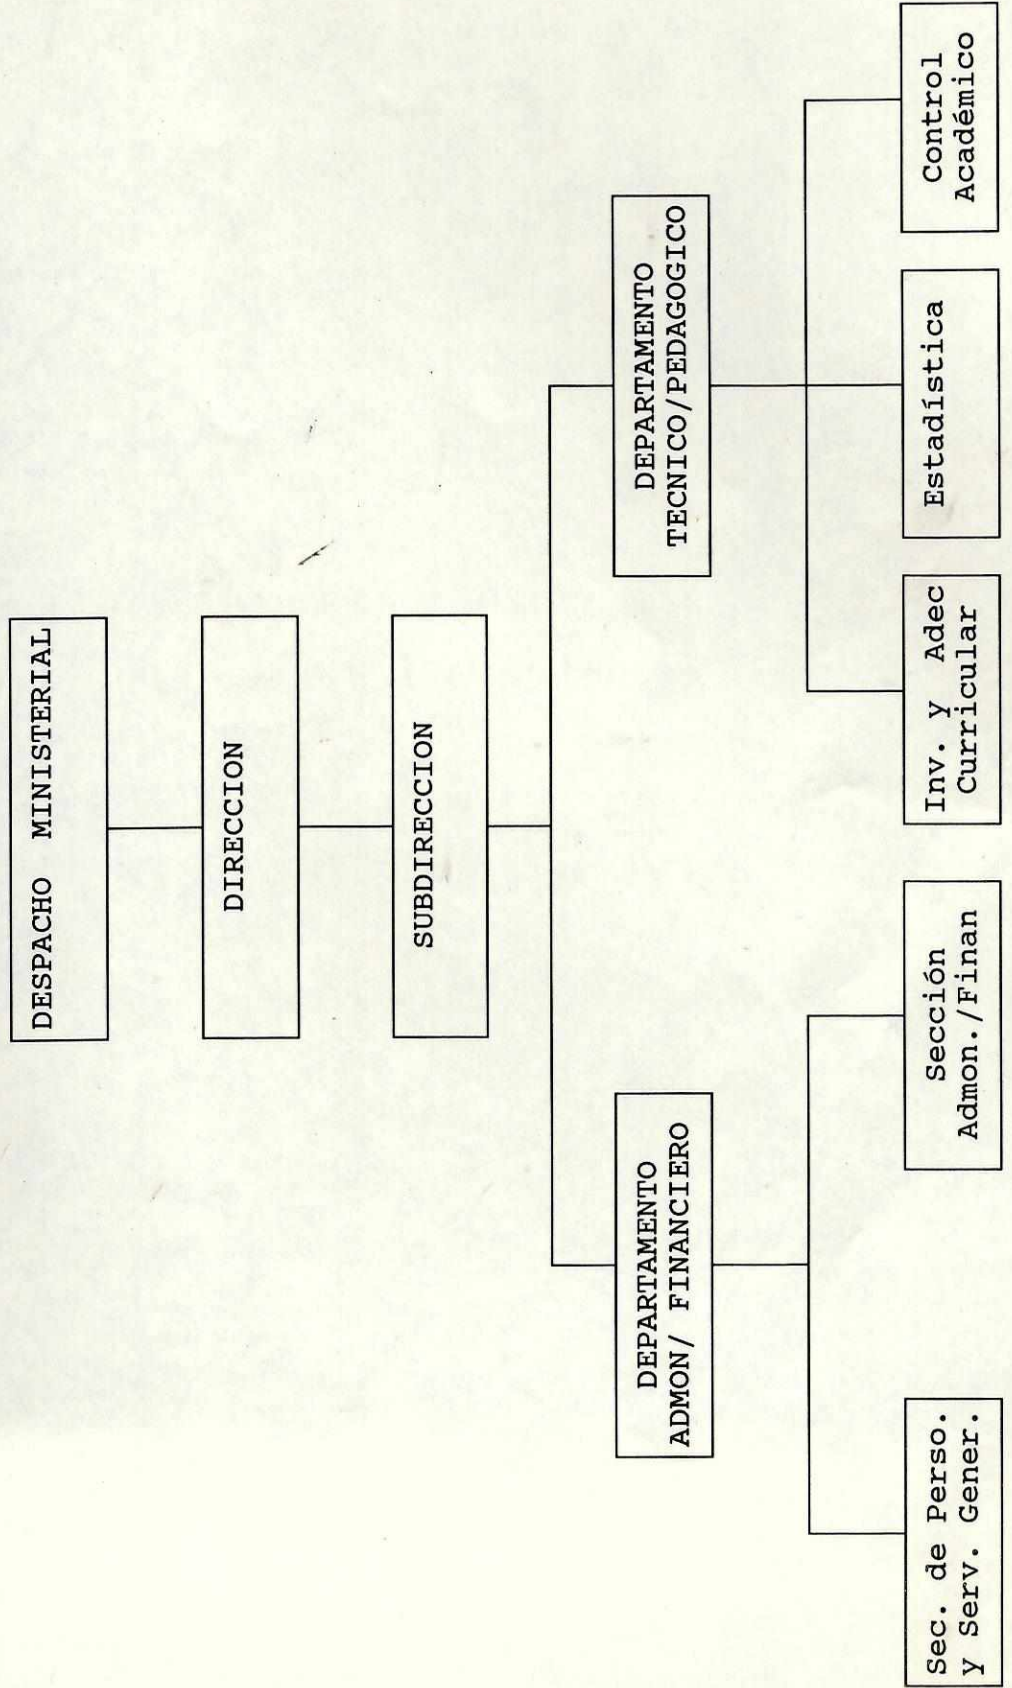 DESPACHO MINISTERIAL
DIRECCION
SUBDIRECCION
DEPARTAMENTO
ADMON/ FINANCIERO
DEPARTAMENTO
TECNICO/PEDAGOGICO
Sec. de Perso.
y Serv. Gener.
Sección
Admon./Finan
Inv. y Adec
Curricular
Estadística
Control
Académico